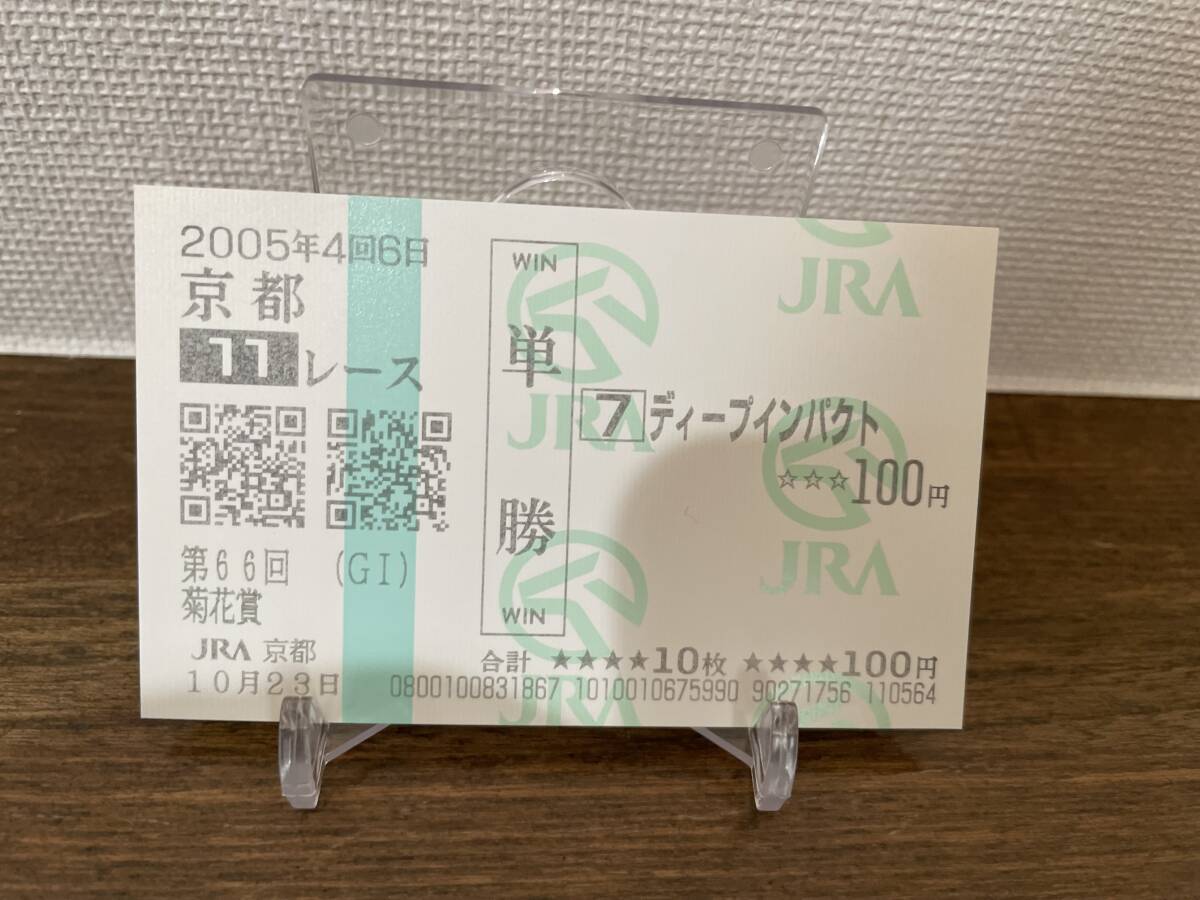 2005年4回6日
京都
11レース
第66回 (GI)
菊花賞
JRA 京都
10月23日
WIN
単勝
WIN
7 ディープインパクト
☆☆☆100円
合計 ★★★★10枚 ★★★★100円
0800100831867 1010010675990 90271756 110564
JRA
JRA
JRA
JRA